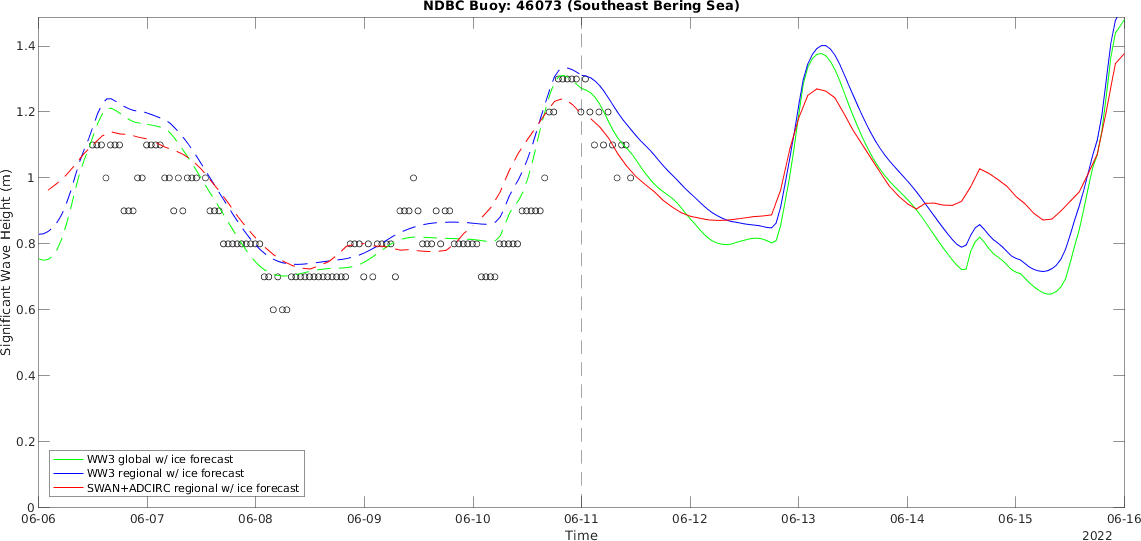 NDBC Buoy: 46073 (Southeast Bering Sea)
1.4
1.2
1
0.8
0.6
0.4
0.2
0
Significant Wave Height (m)
WW3 global w/ ice forecast
WW3 regional w/ ice forecast
SWAN+ADCIRC regional w/ ice forecast
06-06 06-07 06-08 06-09 06-10 06-11 06-12 06-13 06-14 06-15 06-16
Time
2022